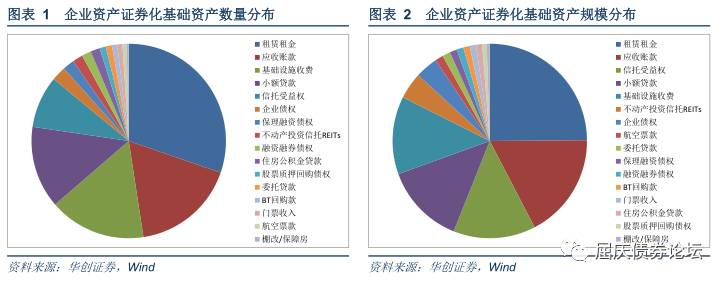 图表 1 企业资产证券化基础资产数量分布
租赁租金
应收账款
基础设施收费
小额贷款
信托受益权
企业债权
保理融资债权
不动产投资信托REITs
融资融券债权
住房公积金贷款
股票质押回购债权
委托贷款
BT回购款
门票收入
航空票款
棚改/保障房
资料来源：华创证券，Wind
图表 2 企业资产证券化基础资产规模分布
租赁租金
应收账款
信托受益权
小额贷款
基础设施收费
不动产投资信托REITs
企业债权
航空票款
委托贷款
保理融资债权
融资融券债权
BT回购款
门票收入
住房公积金贷款
股票质押回购债权
棚改/保障房
资料来源：华创证券，Wind
屈庆债券论坛